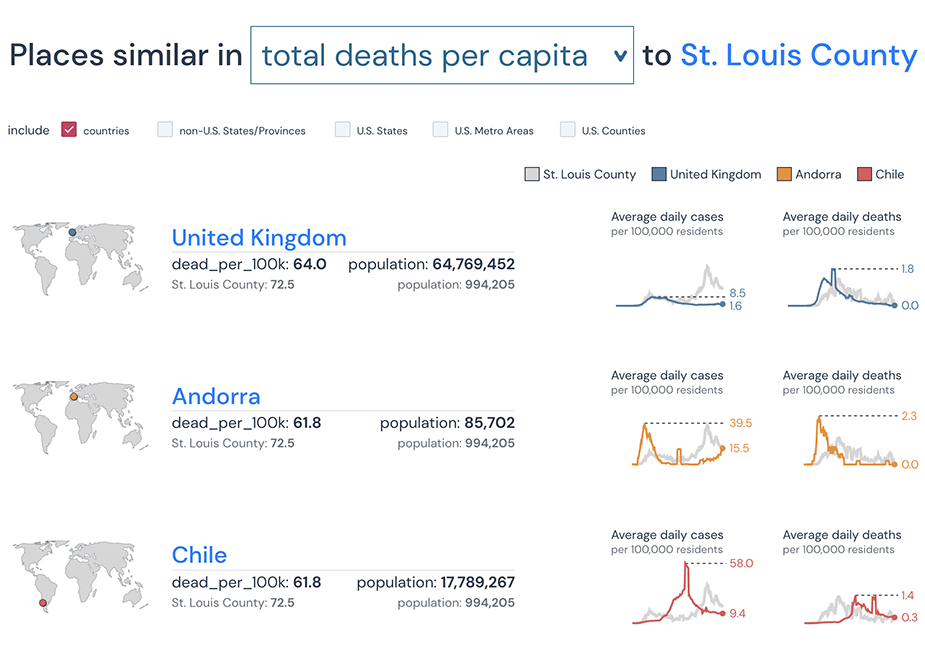 Places similar in total deaths per capita to St. Louis County
include countries non-U.S. States/Provinces U.S. States U.S. Metro Areas U.S. Counties
St. Louis County United Kingdom Andorra Chile
United Kingdom
dead_per_100k: 64.0 population: 64,769,452
St. Louis County: 72.5 population: 994,205
Average daily cases
per 100,000 residents
8.5
1.6
Average daily deaths
per 100,000 residents
1.8
0.0
Andorra
dead_per_100k: 61.8 population: 85,702
St. Louis County: 72.5 population: 994,205
Average daily cases
per 100,000 residents
39.5
15.5
Average daily deaths
per 100,000 residents
2.3
0.0
Chile
dead_per_100k: 61.8 population: 17,789,267
St. Louis County: 72.5 population: 994,205
Average daily cases
per 100,000 residents
58.0
9.4
Average daily deaths
per 100,000 residents
1.4
0.3